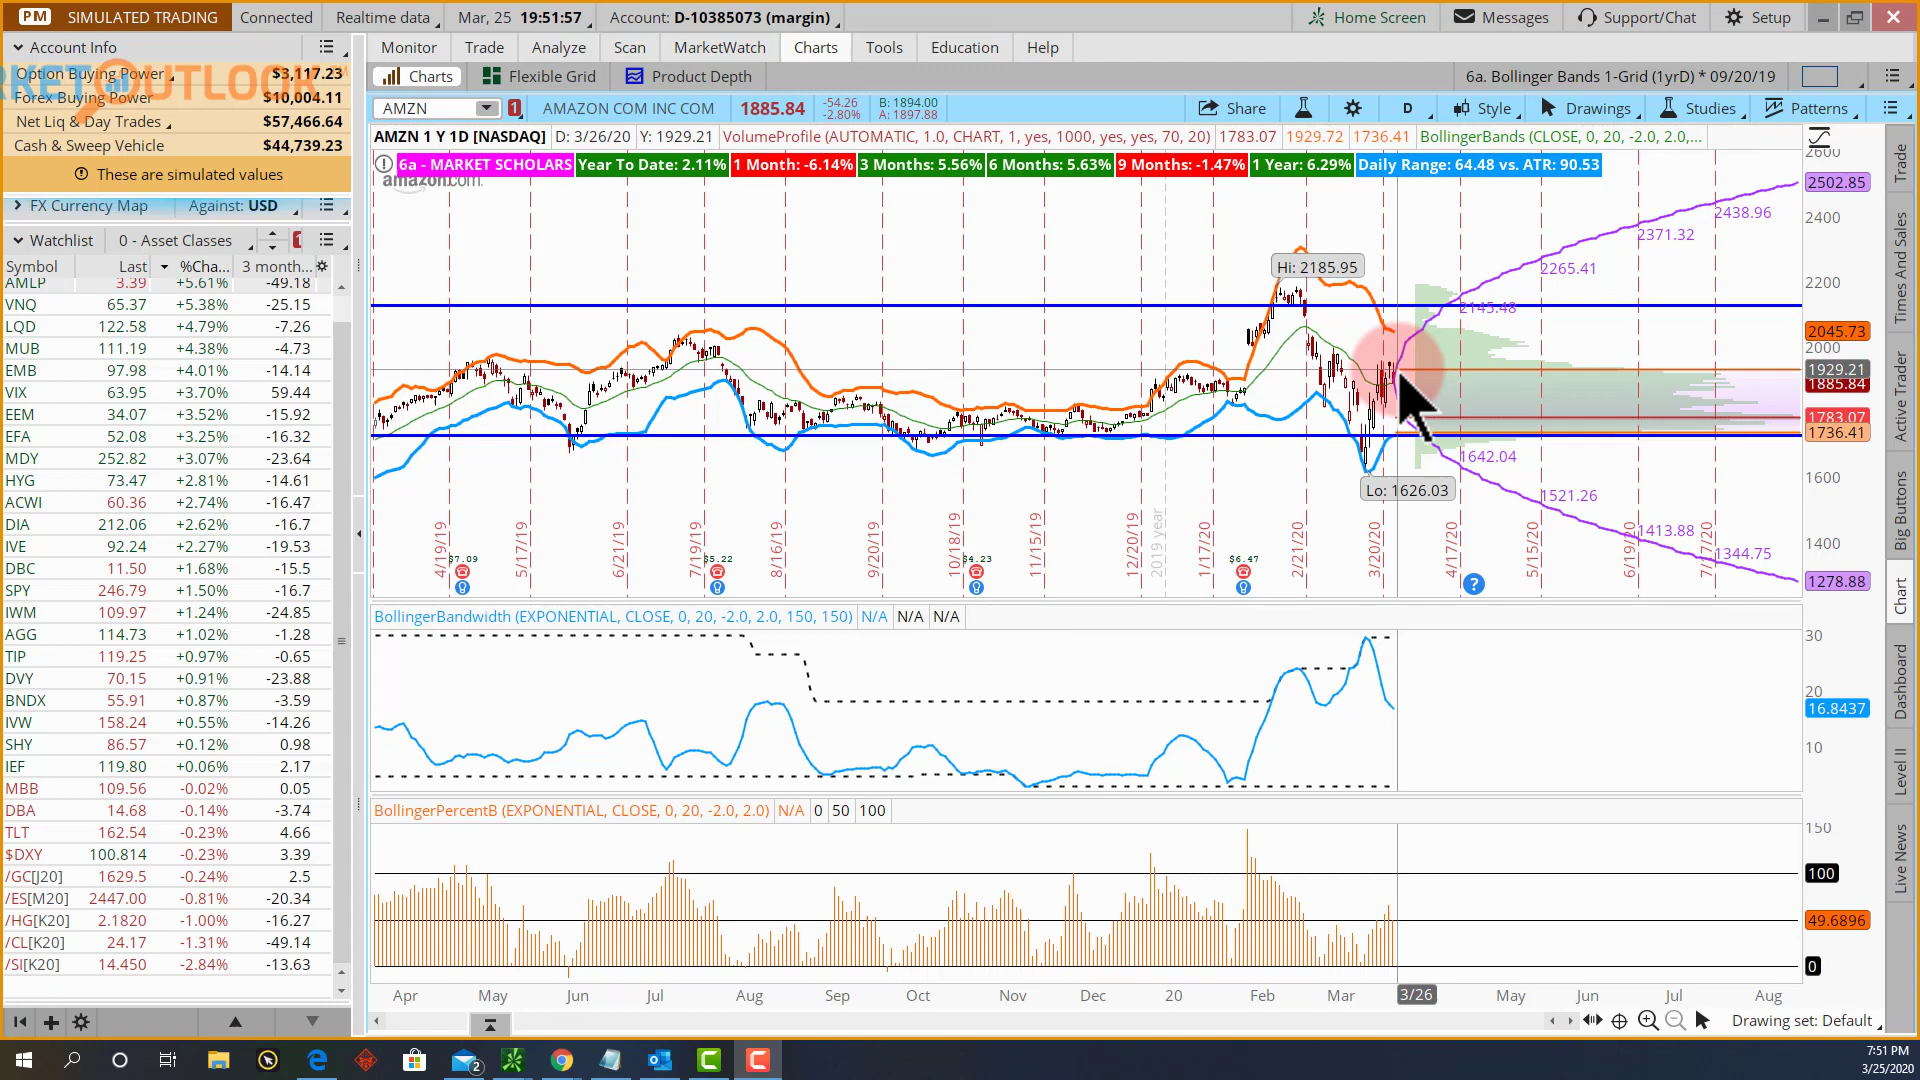 PM SIMULATED TRADING Connected Realtime data Mar, 25 19:51:57 Account: D-10385073 (margin) Home Screen Messages Support/Chat Setup
Account Info
Option Buying Power $3,117.23
Forex Buying Power $10,004.11
Net Liq & Day Trades $57,466.64
Cash & Sweep Vehicle $44,739.23
These are simulated values
FX Currency Map Against: USD
Watchlist 0 - Asset Classes 1
Symbol Last %Cha... 3 month...
AMLP 3.39 +5.61% -49.18
VNQ 65.37 +5.38% -25.15
LQD 122.58 +4.79% -7.26
MUB 111.19 +4.38% -4.73
EMB 97.98 +4.01% -14.14
VIX 63.95 +3.70% 59.44
EEM 34.07 +3.52% -15.92
EFA 52.08 +3.25% -16.32
MDY 252.82 +3.07% -23.64
HYG 73.47 +2.81% -14.61
ACWI 60.36 +2.74% -16.47
DIA 212.06 +2.62% -16.7
IVE 92.24 +2.27% -19.53
DBC 11.50 +1.68% -15.5
SPY 246.79 +1.50% -16.7
IWM 109.97 +1.24% -24.85
AGG 114.73 +1.02% -1.28
TIP 119.25 +0.97% -0.65
DVY 70.15 +0.91% -23.88
BNDX 55.91 +0.87% -3.59
IVW 158.24 +0.55% -14.26
SHY 86.57 +0.12% 0.98
IEF 119.80 +0.06% 2.17
MBB 109.56 -0.02% 0.05
DBA 14.68 -0.14% -3.74
TLT 162.54 -0.23% 4.66
$DXY 100.814 -0.23% 3.39
/GC[J20] 1629.5 -0.24% 2.5
/ES[M20] 2447.00 -0.81% -20.34
/HG[K20] 2.1820 -1.00% -16.27
/CL[K20] 24.17 -1.31% -49.14
/SI[K20] 14.450 -2.84% -13.63
Monitor Trade Analyze Scan MarketWatch Charts Tools Education Help
Charts Flexible Grid Product Depth 6a. Bollinger Bands 1-Grid (1yrD) * 09/20/19
AMZN 1 AMAZON COM INC COM 1885.84 -54.26 -2.80% B: 1894.00 A: 1897.88 Share D Style Drawings Studies Patterns
AMZN 1 Y 1D [NASDAQ] D: 3/26/20 Y: 1929.21 VolumeProfile (AUTOMATIC, 1.0, CHART, 1, yes, 1000, yes, yes, 70, 20) 1783.07 1929.72 1736.41 BollingerBands (CLOSE, 0, 20, -2.0, 2.0,...
6a - MARKET SCHOLARS Year To Date: 2.11% 1 Month: -6.14% 3 Months: 5.56% 6 Months: 5.63% 9 Months: -1.47% 1 Year: 6.29% Daily Range: 64.48 vs. ATR: 90.53
amazon.com.
Hi: 2185.95
Lo: 1626.03
2438.96
2371.32
2265.41
2145.48
1642.04
1521.26
1413.88
1344.75
2600
2502.85
2400
2200
2045.73
2000
1929.21
1885.84
1783.07
1736.41
1600
1400
1278.88
$7.09 $5.22 $4.23 $6.47
4/19/19 5/17/19 6/21/19 7/19/19 8/16/19 9/20/19 10/18/19 11/15/19 12/20/19 2019 year 1/17/20 2/21/20 3/20/20 4/17/20 5/15/20 6/19/20 7/17/20
?
BollingerBandwidth (EXPONENTIAL, CLOSE, 0, 20, -2.0, 2.0, 150, 150) N/A N/A N/A
30
20
16.8437
10
BollingerPercentB (EXPONENTIAL, CLOSE, 0, 20, -2.0, 2.0) N/A 0 50 100
150
100
49.6896
0
Apr May Jun Jul Aug Sep Oct Nov Dec 20 Feb Mar 3/26 May Jun Jul Aug
Drawing set: Default
Trade
Times And Sales
Active Trader
Big Buttons
Chart
Dashboard
Level II
Live News
2
7:51 PM
3/25/2020